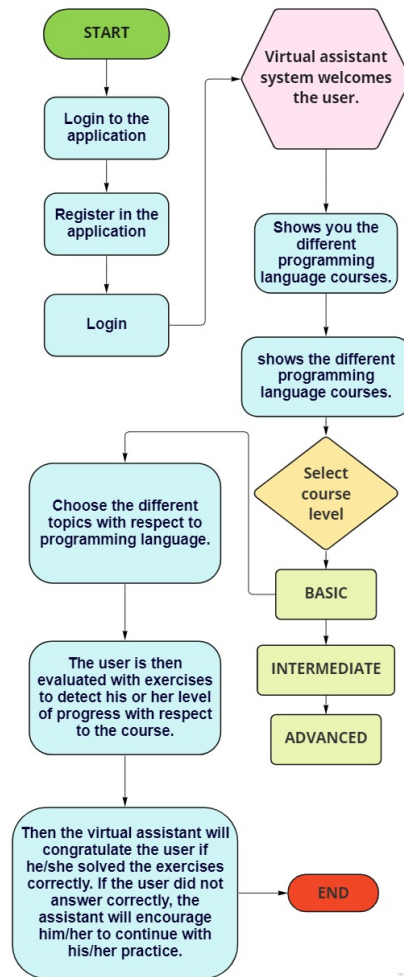 START
Login to the
application
Register in the
application
Login
Virtual assistant
system welcomes
the user.
Shows you the
different
programming
language courses.
shows the different
programming
language courses.
Select
course
level
BASIC
INTERMEDIATE
ADVANCED
Choose the different
topics with respect to
programming language.
The user is then
evaluated with exercises
to detect his or her level
of progress with respect
to the course.
Then the virtual assistant will
congratulate the user if
he/she solved the exercises
correctly. If the user did not
answer correctly, the
assistant will encourage
him/her to continue with
his/her practice.
END